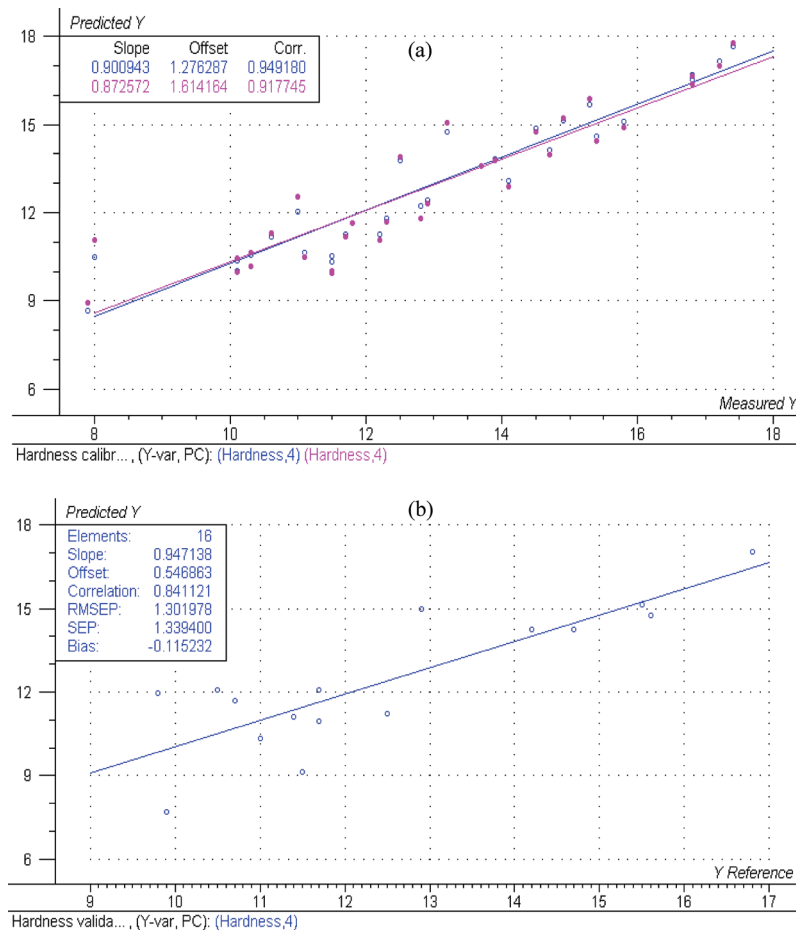 Predicted Y
(a)
18
Slope Offset Corr.
0.900943 1.276287 0.949180
0.872572 1.614164 0.917745
15
12
9
6
Measured Y
8 10 12 14 16 18
Hardness calibr... , (Y-var, PC): (Hardness,4) (Hardness,4)
Predicted Y
(b)
18
Elements: 16
Slope: 0.947138
Offset: 0.546863
Correlation: 0.841121
RMSEP: 1.301978
SEP: 1.339400
Bias: -0.115232
15
12
9
6
Y Reference
9 10 11 12 13 14 15 16 17
Hardness valida... , (Y-var, PC): (Hardness,4)